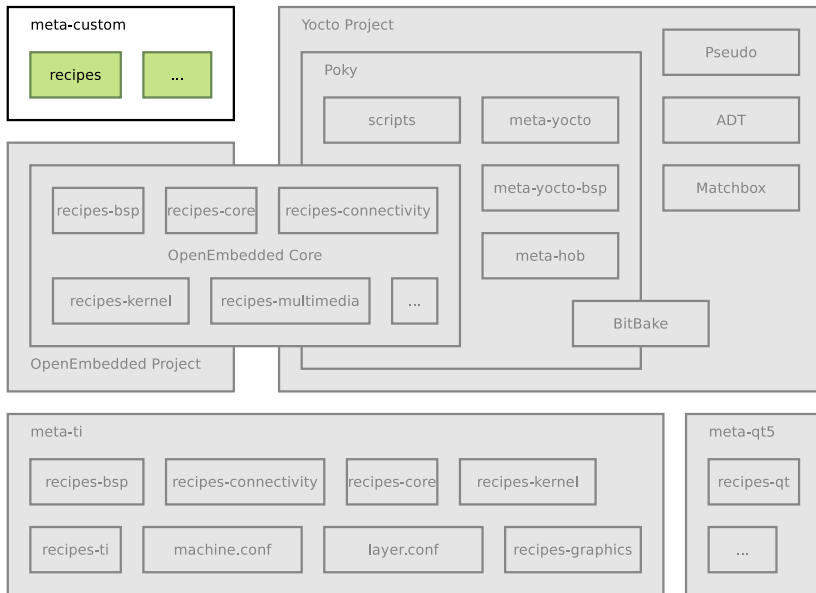 meta-custom
recipes
...
Yocto Project
Poky
scripts
meta-yocto
meta-yocto-bsp
meta-hob
BitBake
Pseudo
ADT
Matchbox
recipes-bsp
recipes-core
recipes-connectivity
OpenEmbedded Core
recipes-kernel
recipes-multimedia
...
OpenEmbedded Project
meta-ti
recipes-bsp
recipes-connectivity
recipes-core
recipes-kernel
recipes-ti
machine.conf
layer.conf
recipes-graphics
meta-qt5
recipes-qt
...